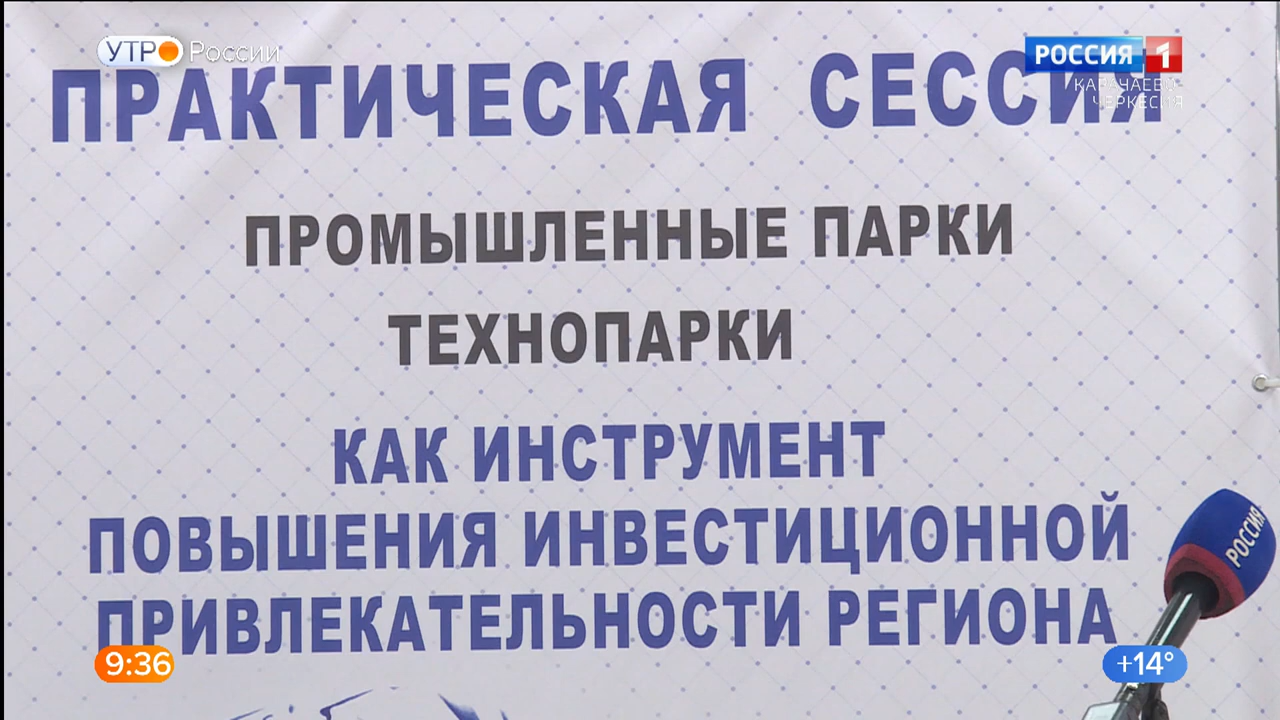 УТРО России
РОССИЯ 1
КАРАЧАЕВО-
ЧЕРКЕСИЯ
ПРАКТИЧЕСКАЯ СЕССИЯ
ПРОМЫШЛЕННЫЕ ПАРКИ
ТЕХНОПАРКИ
КАК ИНСТРУМЕНТ
ПОВЫШЕНИЯ ИНВЕСТИЦИОННОЙ
ПРИВЛЕКАТЕЛЬНОСТИ РЕГИОНА
РОССИЯ
9:36
+14°